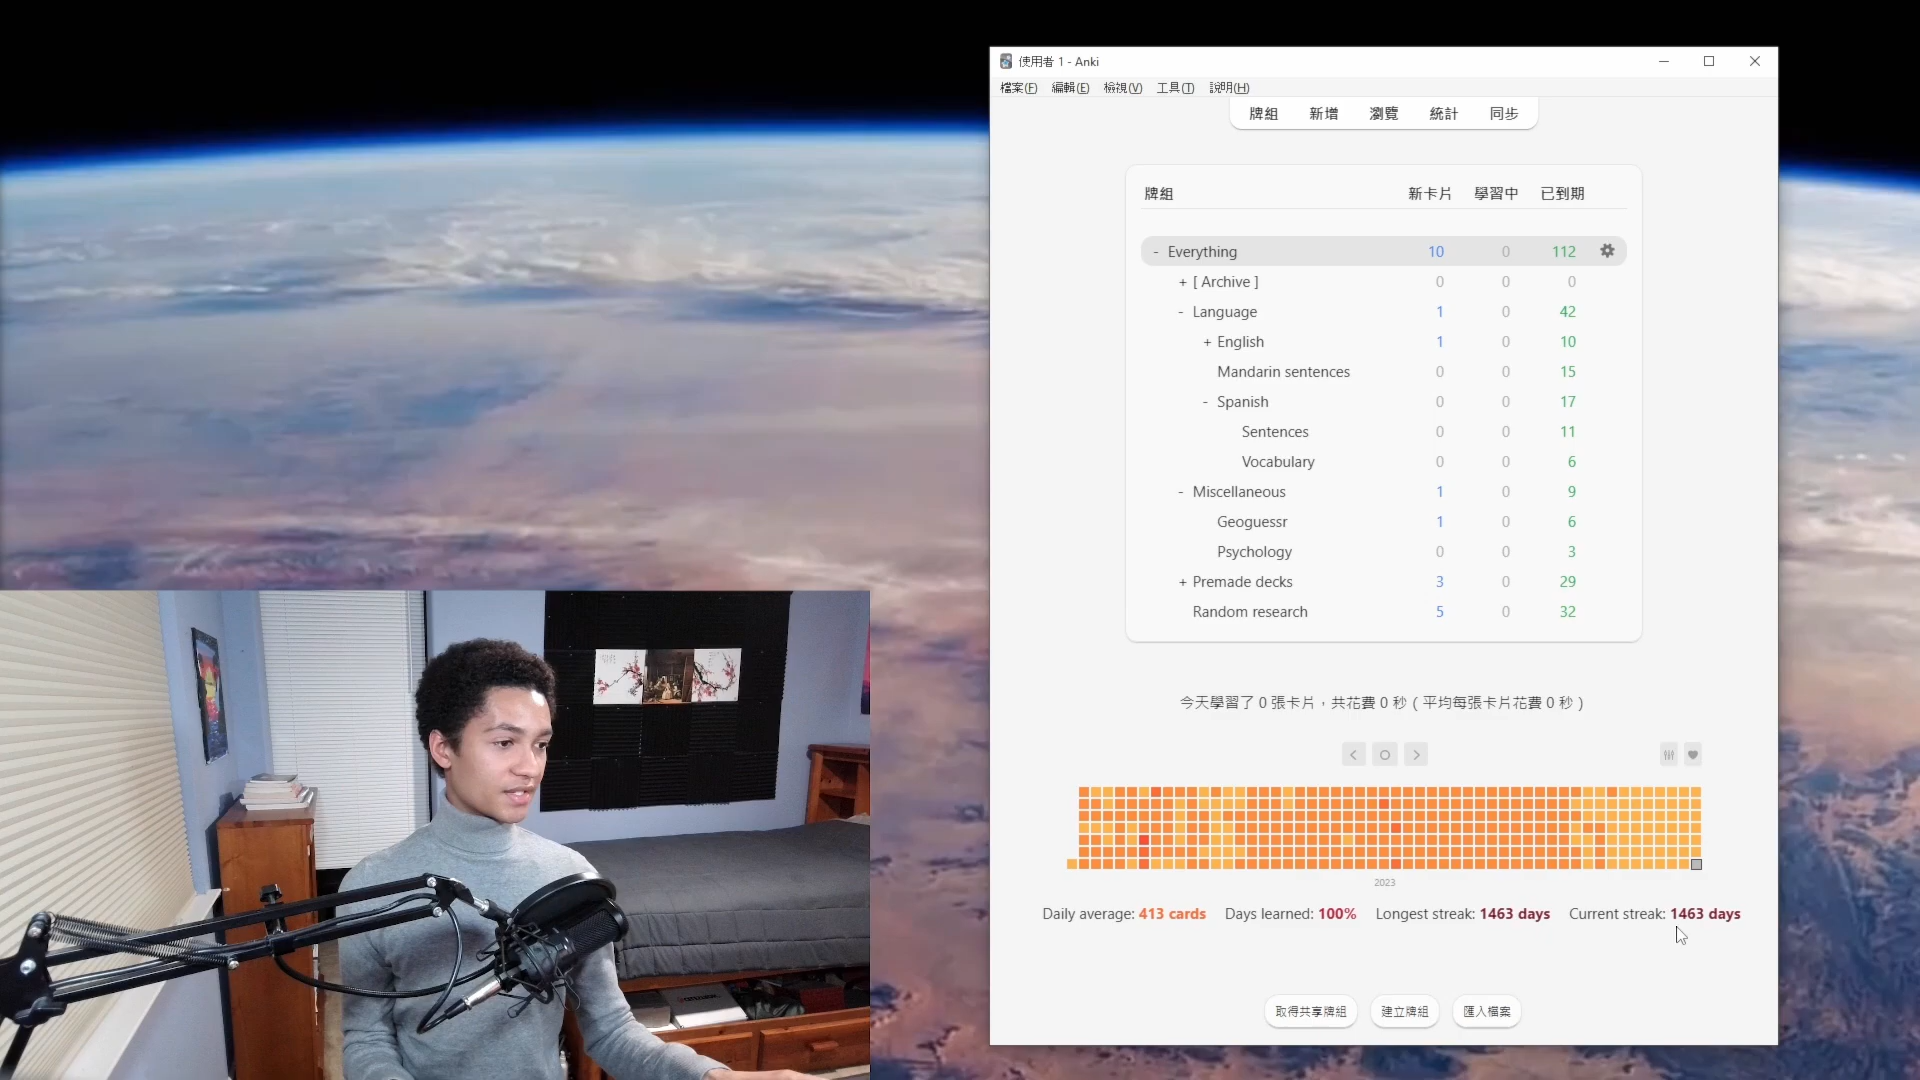 使用者 1 - Anki
檔案(F) 編輯(E) 檢視(V) 工具(T) 說明(H)
牌組 新增 瀏覽 統計 同步
牌組 新卡片 學習中 已到期
- Everything 10 0 112
+ [ Archive ] 0 0 0
- Language 1 0 42
+ English 1 0 10
Mandarin sentences 0 0 15
- Spanish 0 0 17
Sentences 0 0 11
Vocabulary 0 0 6
- Miscellaneous 1 0 9
Geoguessr 1 0 6
Psychology 0 0 3
+ Premade decks 3 0 29
Random research 5 0 32
今天學習了 0 張卡片，共花費 0 秒 ( 平均每張卡片花費 0 秒 )
2023
Daily average: 413 cards Days learned: 100% Longest streak: 1463 days Current streak: 1463 days
取得共享牌組 建立牌組 匯入檔案